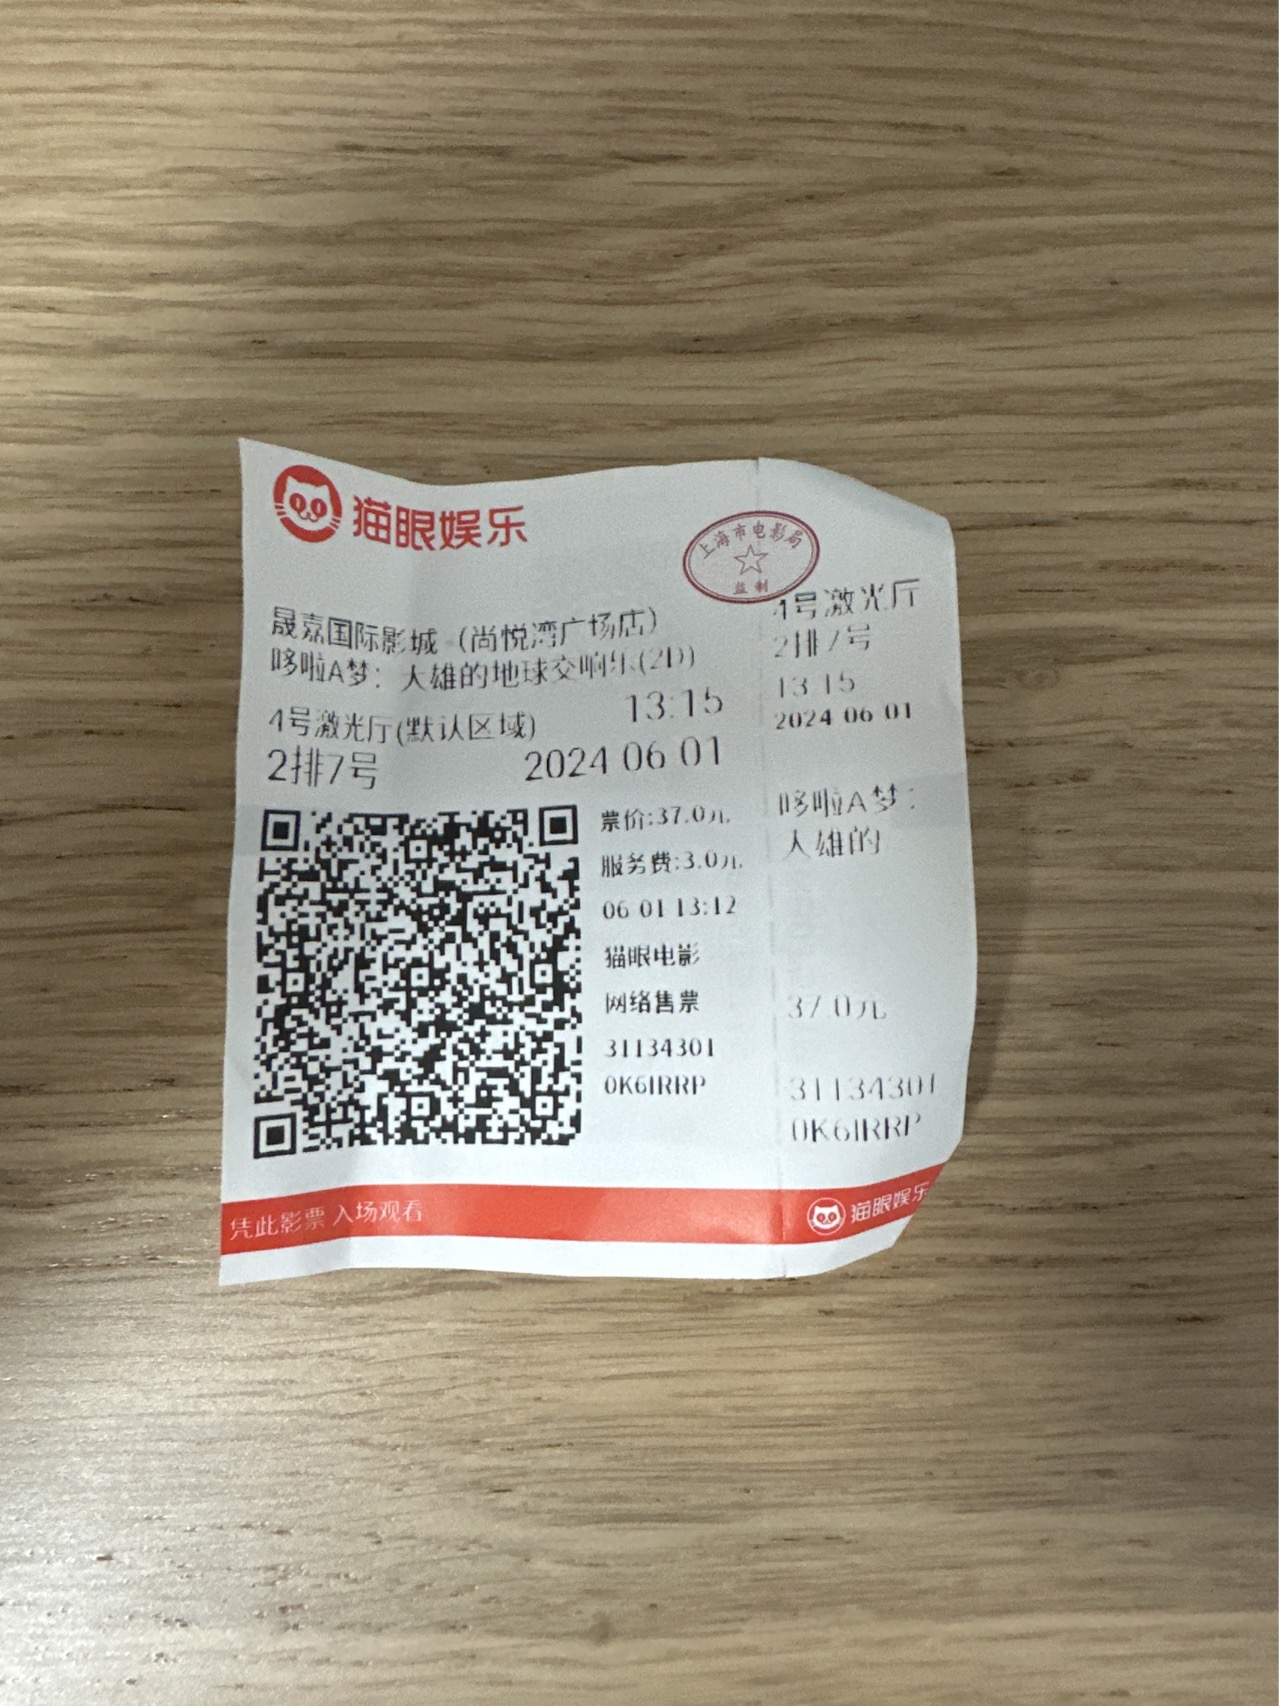 猫眼娱乐
上海市电影局
监制
晟嘉国际影城（尚悦湾广场店）
哆啦A梦：大雄的地球交响乐(2D)
13:15
4号激光厅(默认区域)
2排7号
2024 06 01
票价:37.0元
服务费:3.0元
06 01 13:12
猫眼电影
网络售票
31134301
0K6IRRP
4号激光厅
2排7号
13 15
2024 06 01
哆啦A梦：
大雄的
37.0元
31134301
0K6IRRP
凭此影票 入场观看
猫眼娱乐